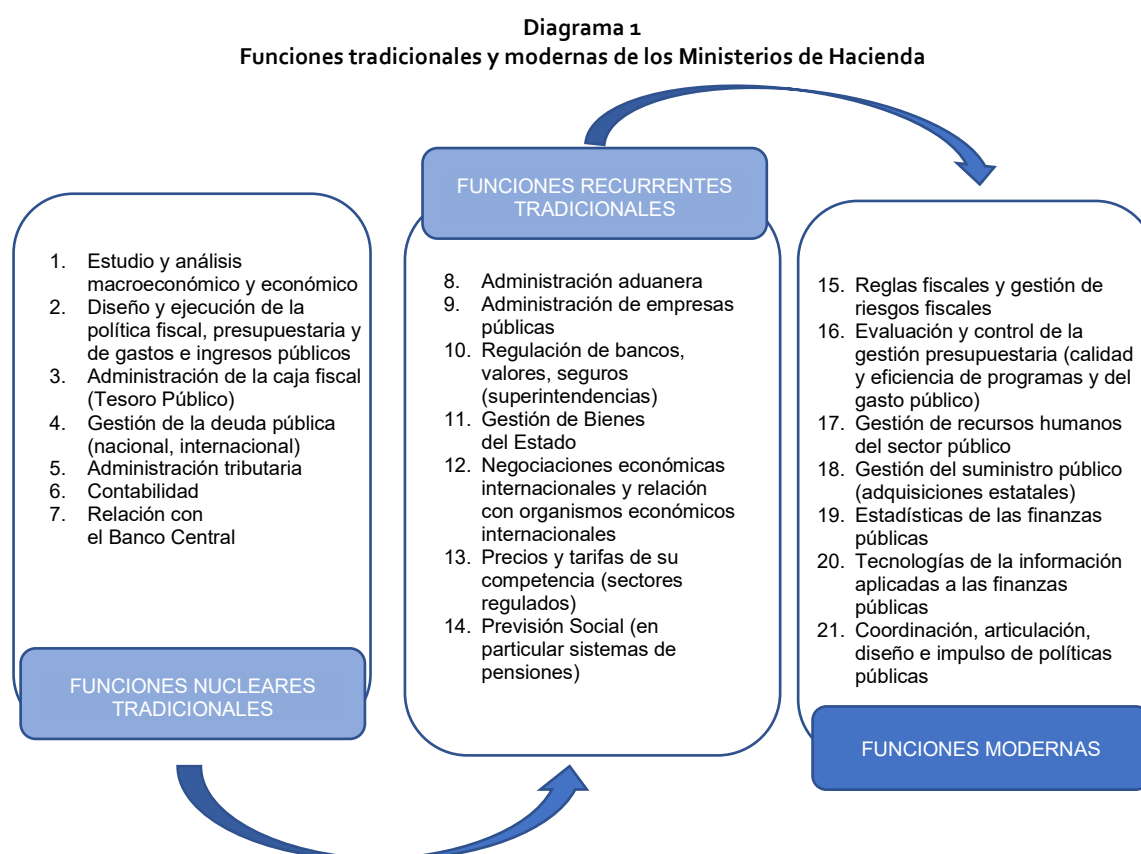 Diagrama 1
Funciones tradicionales y modernas de los Ministerios de Hacienda
1. Estudio y análisis
macroeconómico y económico
2. Diseño y ejecución de la
política fiscal, presupuestaria y
de gastos e ingresos públicos
3. Administración de la caja fiscal
(Tesoro Público)
4. Gestión de la deuda pública
(nacional, internacional)
5. Administración tributaria
6. Contabilidad
7. Relación con
el Banco Central
FUNCIONES NUCLEARES
TRADICIONALES
FUNCIONES RECURRENTES
TRADICIONALES
8. Administración aduanera
9. Administración de empresas
públicas
10. Regulación de bancos,
valores, seguros
(superintendencias)
11. Gestión de Bienes
del Estado
12. Negociaciones económicas
internacionales y relación
con organismos económicos
internacionales
13. Precios y tarifas de su
competencia (sectores
regulados)
14. Previsión Social (en
particular sistemas de
pensiones)
15. Reglas fiscales y gestión de
riesgos fiscales
16. Evaluación y control de la
gestión presupuestaria (calidad
y eficiencia de programas y del
gasto público)
17. Gestión de recursos humanos
del sector público
18. Gestión del suministro público
(adquisiciones estatales)
19. Estadísticas de las finanzas
públicas
20. Tecnologías de la información
aplicadas a las finanzas
públicas
21. Coordinación, articulación,
diseño e impulso de políticas
públicas
FUNCIONES MODERNAS